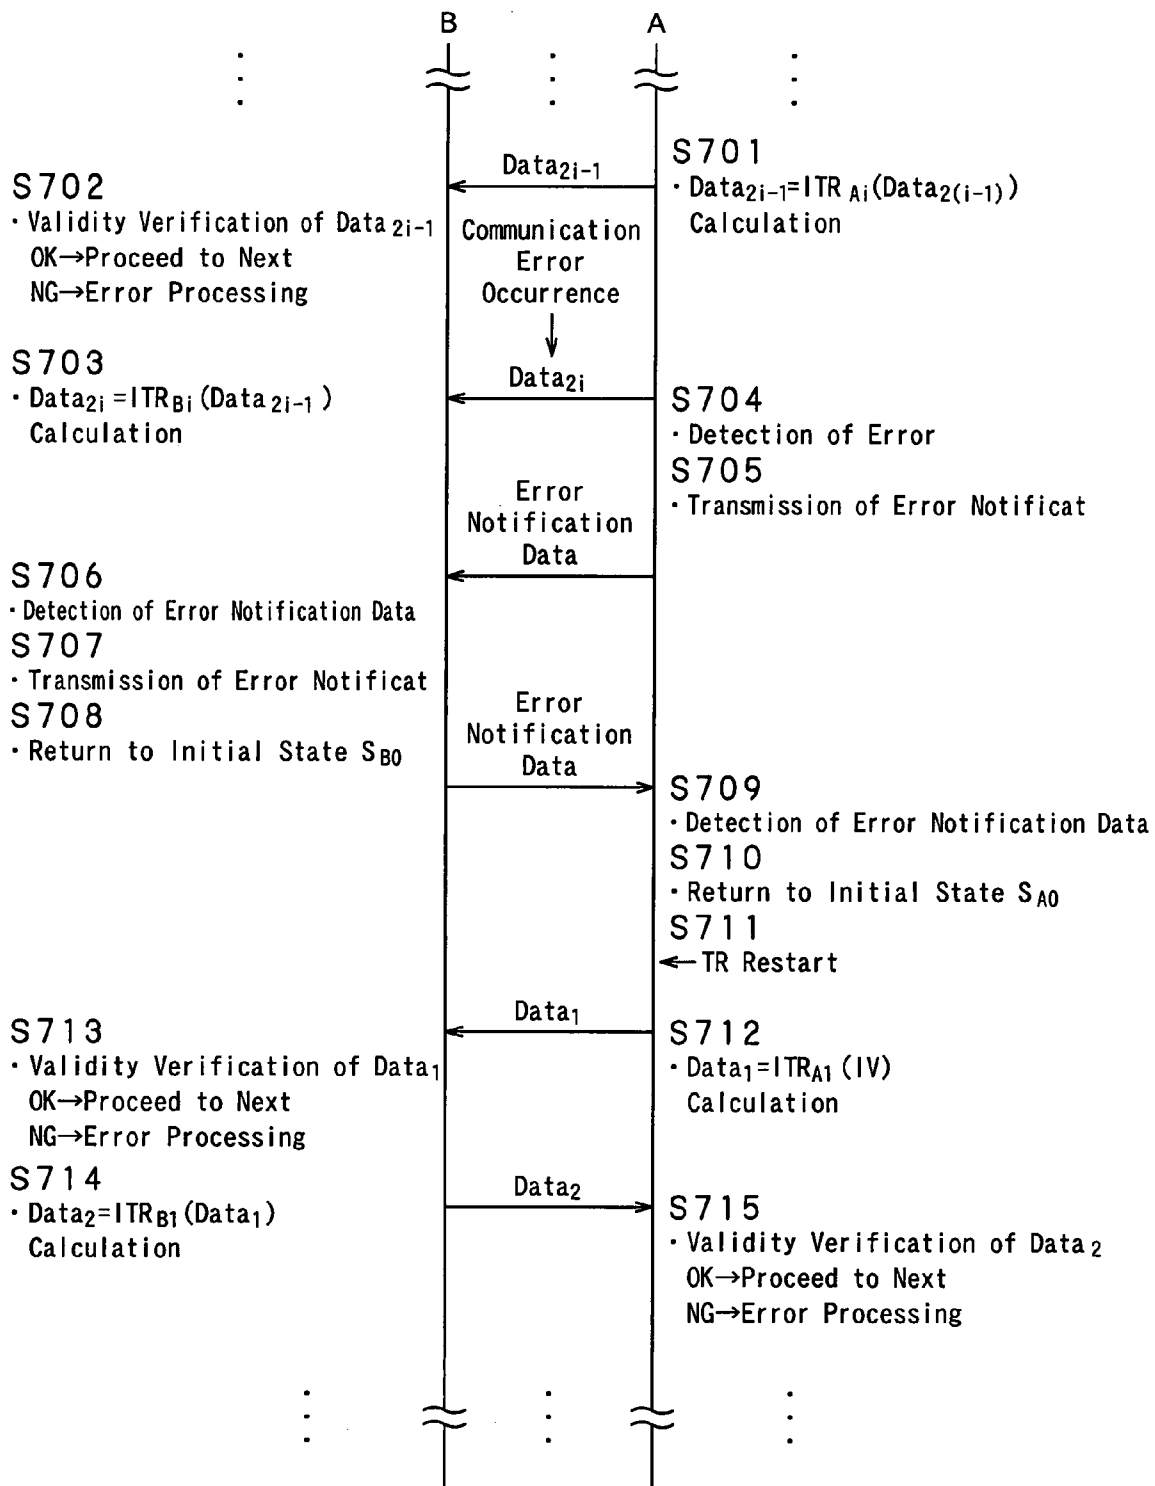 B A
Data2i-1
S701
· Data2i-1=ITRAi(Data2(i-1))
Calculation
S702
· Validity Verification of Data2i-1
OK→Proceed to Next
NG→Error Processing
Communication
Error
Occurrence
S703
· Data2i=ITRBi(Data2i-1)
Calculation
Data2i
S704
· Detection of Error
S705
· Transmission of Error Notificat
Error
Notification
Data
S706
· Detection of Error Notification Data
S707
· Transmission of Error Notificat
S708
· Return to Initial State SB0
Error
Notification
Data
S709
· Detection of Error Notification Data
S710
· Return to Initial State SA0
S711
←TR Restart
Data1
S712
· Data1=ITRA1(IV)
Calculation
S713
· Validity Verification of Data1
OK→Proceed to Next
NG→Error Processing
S714
· Data2=ITRB1(Data1)
Calculation
Data2
S715
· Validity Verification of Data2
OK→Proceed to Next
NG→Error Processing